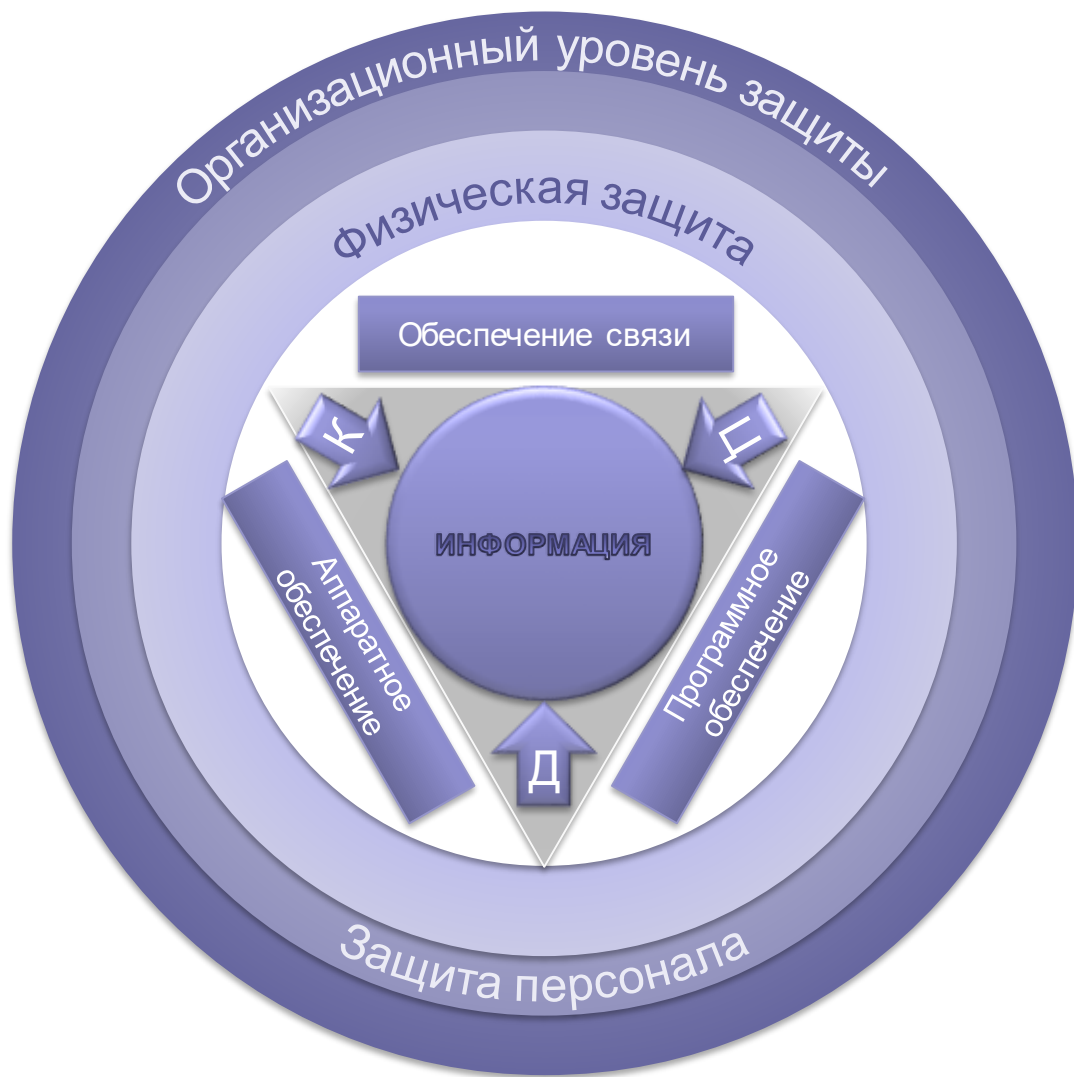 Организационный уровень защиты
Физическая защита
Обеспечение связи
К
Ц
ИНФОРМАЦИЯ
Аппаратное
обеспечение
Программное
обеспечение
Д
Защита персонала